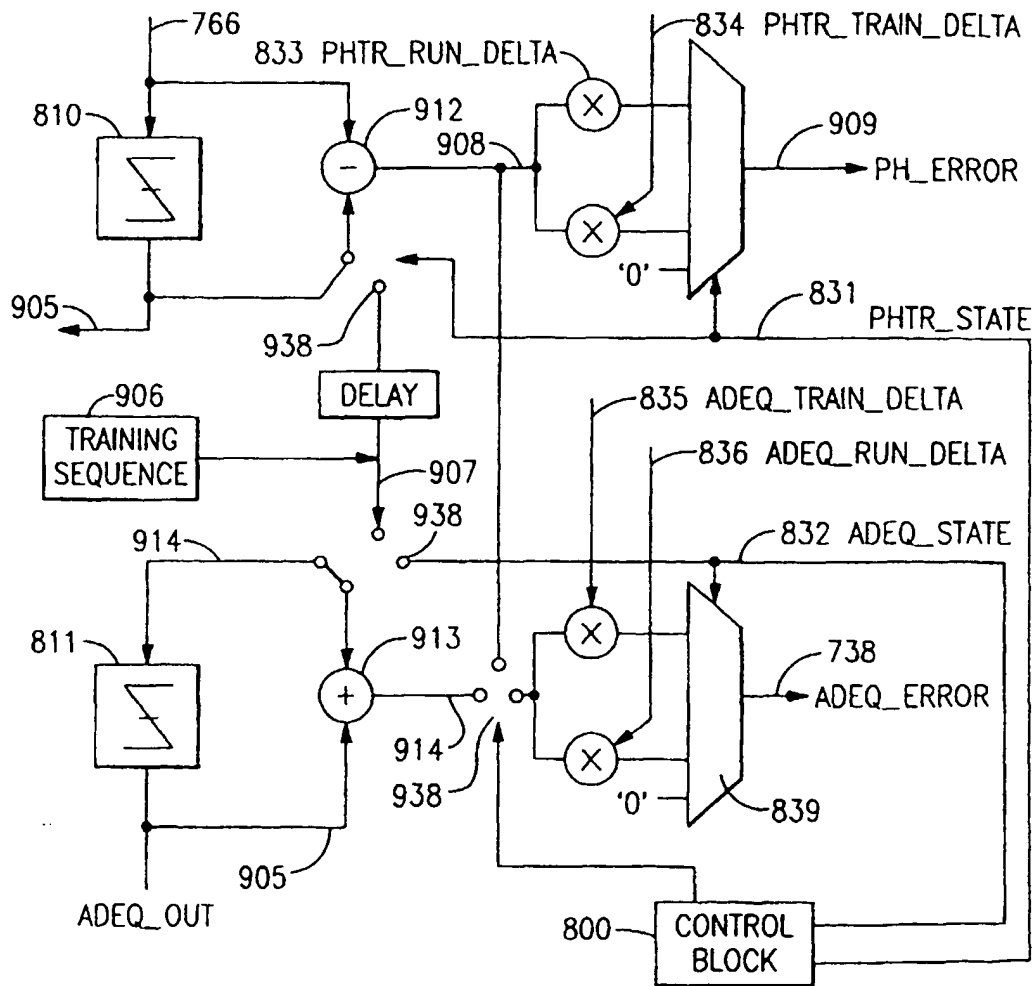 766
833 PHTR_RUN_DELTA
834 PHTR_TRAIN_DELTA
810
912
908
909
PH_ERROR
×
×
−
'0'
905
938
831
PHTR_STATE
DELAY
906
TRAINING
SEQUENCE
907
835 ADEQ_TRAIN_DELTA
836 ADEQ_RUN_DELTA
938
832 ADEQ_STATE
914
811
913
+
914
938
×
×
738
ADEQ_ERROR
'0'
839
905
ADEQ_OUT
800
CONTROL
BLOCK